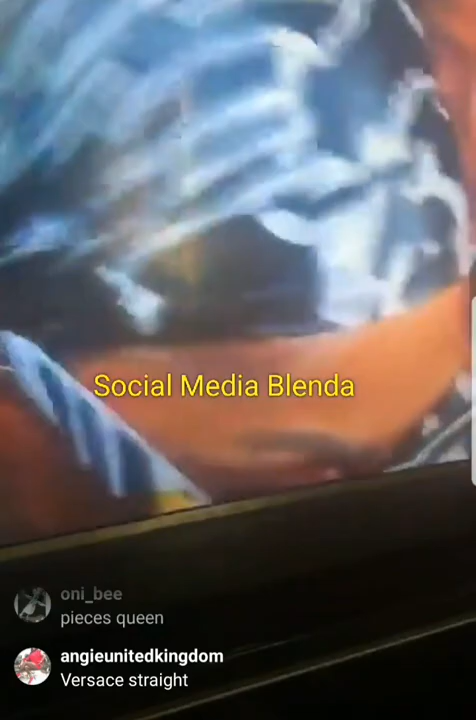 Social Media Blenda
oni_bee
pieces queen
angieunitedkingdom
Versace straight